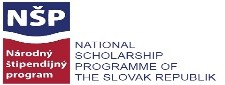 NŠP
Národný
štipendijný
program
NATIONAL
SCHOLARSHIP
PROGRAMME OF
THE SLOVAK REPUBLIK